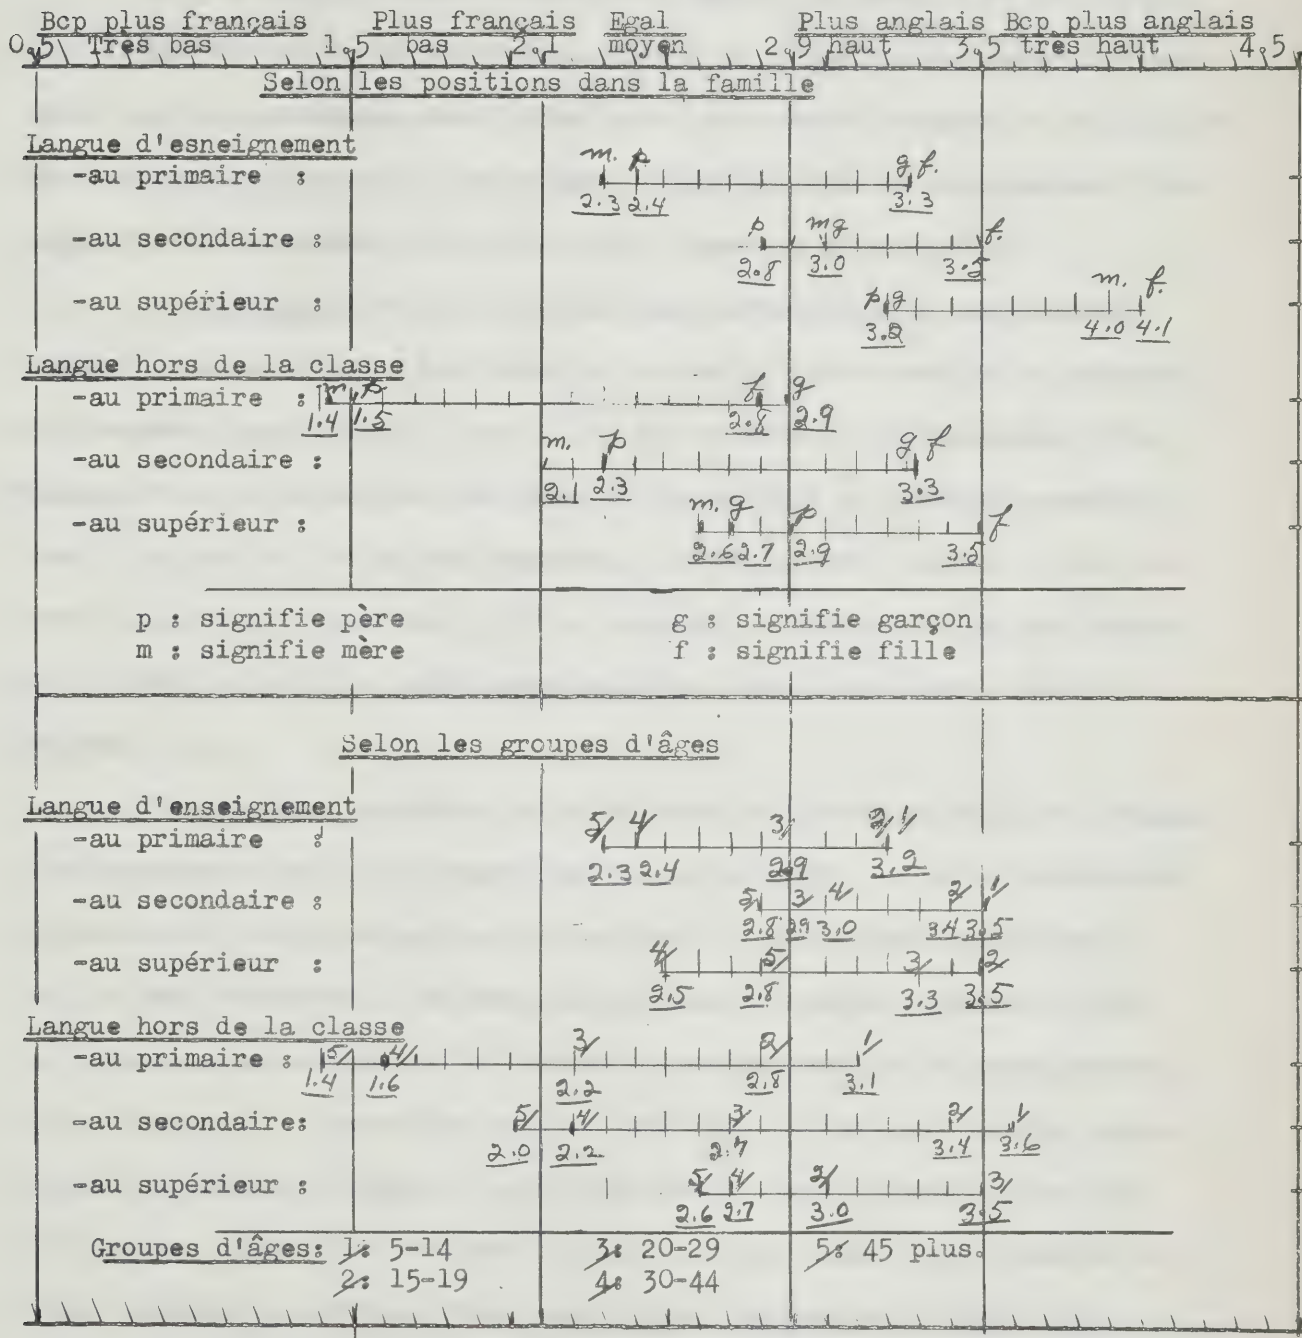 Bcp plus français Plus français Egal Plus anglais Bcp plus anglais
0,5 Tres bas 1,5 bas 2,1 moyen 2,9 haut 3,5 tres haut 4,5
Selon les positions dans la famille
Langue d'esneignement
m. p. g f.
-au primaire :
2.3 2.4 3.3
p m g f.
-au secondaire :
2.8 3.0 3.5
m. f.
p g
-au supérieur :
3.2 4.0 4.1
Langue hors de la classe
m. p. f g
-au primaire :
1.4 1.5 2.8 2.9
m. p g f
-au secondaire :
2.1 2.3 3.3
m. g p f
-au supérieur :
2.6 2.7 2.9 3.5
p : signifie père g : signifie garçon
m : signifie mère f : signifie fille
Selon les groupes d'âges
Langue d'enseignement
5/ 4/ 3/ 2/ 1/
-au primaire :
2.3 2.4 2.9 3.2
5/ 3/ 4/ 2/ 1/
-au secondaire :
2.8 2.9 3.0 3.4 3.5
4/ 5/ 3/ 2/
-au supérieur :
2.5 2.8 3.3 3.5
Langue hors de la classe
5/ 4/ 3/ 2/ 1/
-au primaire :
1.4 1.6 2.2 2.8 3.1
5/ 4/ 3/ 2/ 1/
-au secondaire:
2.0 2.2 2.7 3.4 3.6
5/ 4/ 2/ 3/
-au supérieur :
2.6 2.7 3.0 3.5
Groupes d'âges: 1: 5-14 3: 20-29 5: 45 plus.
2: 15-19 4: 30-44